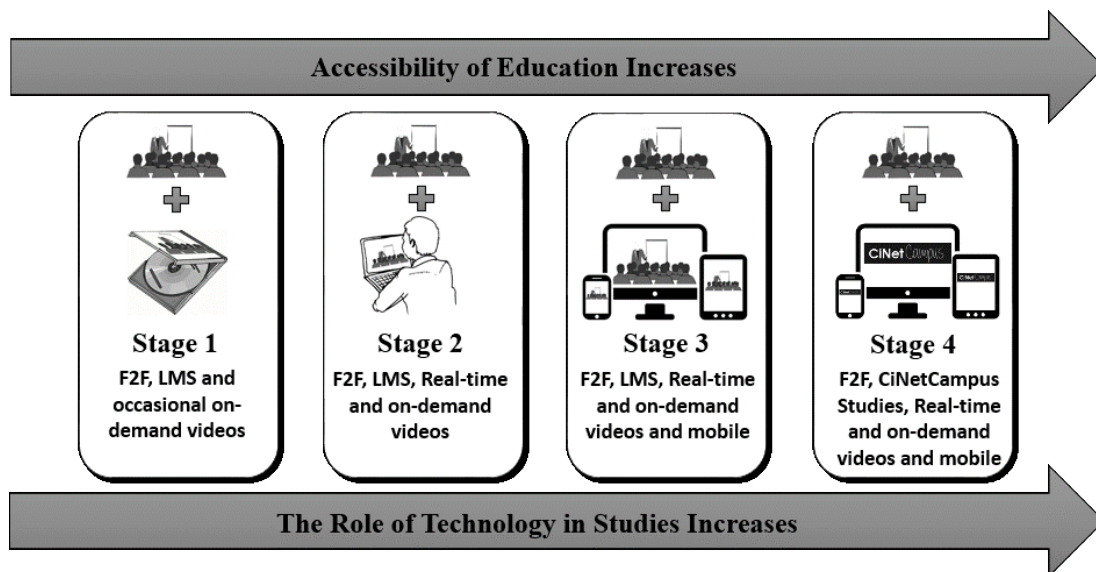 Accessibility of Education Increases
Stage 1
F2F, LMS and
occasional on-
demand videos
Stage 2
F2F, LMS, Real-time
and on-demand
videos
Stage 3
F2F, LMS, Real-time
and on-demand
videos and mobile
CiNetCampus
CiNetCampus
Stage 4
F2F, CiNetCampus
Studies, Real-time
and on-demand
videos and mobile
The Role of Technology in Studies Increases